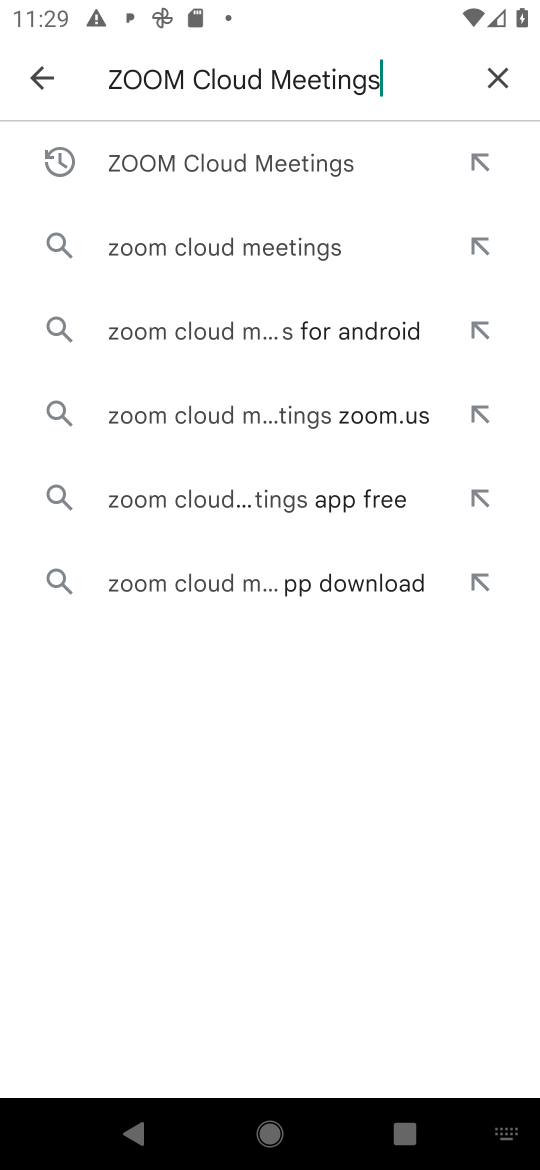 11:29
ZOOM Cloud Meetings
ZOOM Cloud Meetings
zoom cloud meetings
zoom cloud m...s for android
zoom cloud m...tings zoom.us
zoom cloud...tings app free
zoom cloud m...pp download